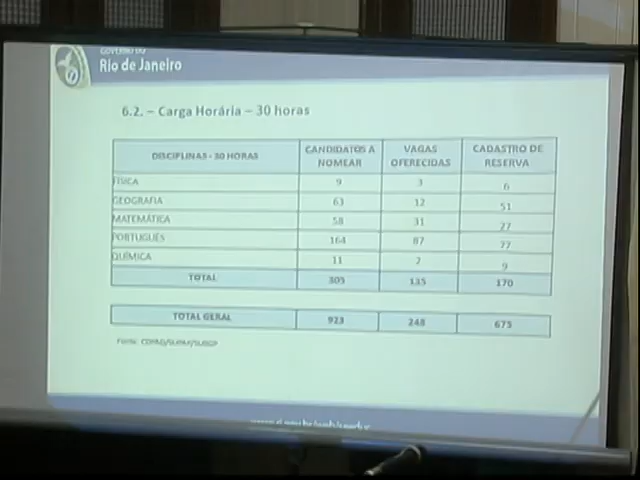 GOVERNO DO
Rio de Janeiro
6.2. – Carga Horária – 30 horas
DISCIPLINAS - 30 HORAS CANDIDATOS A NOMEAR VAGAS OFERECIDAS CADASTRO DE RESERVA
FÍSICA 9 3 6
GEOGRAFIA 63 12 51
MATEMÁTICA 58 31 27
PORTUGUÊS 164 87 77
QUÍMICA 11 2 9
TOTAL 305 135 170
TOTAL GERAL 923 248 675
Fonte: